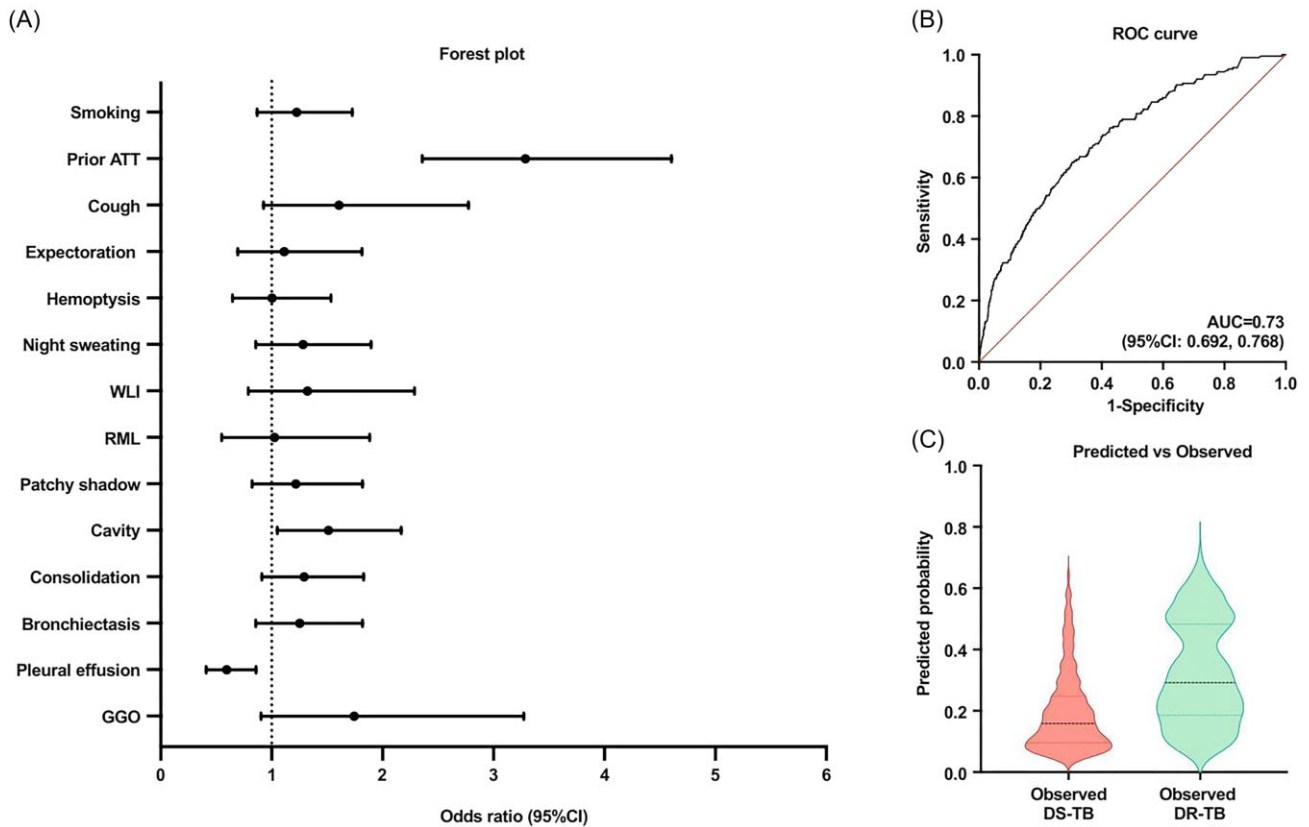 (A)
Forest plot
Smoking
Prior ATT
Cough
Expectoration
Hemoptysis
Night sweating
WLI
RML
Patchy shadow
Cavity
Consolidation
Bronchiectasis
Pleural effusion
GGO
0 1 2 3 4 5 6
Odds ratio (95%CI)
(B)
ROC curve
Sensitivity
1.0
0.8
0.6
0.4
0.2
0.0
AUC=0.73
(95%CI: 0.692, 0.768)
0.0 0.2 0.4 0.6 0.8 1.0
1-Specificity
(C)
Predicted vs Observed
Predicted probability
1.0
0.8
0.6
0.4
0.2
0.0
Observed
DS-TB
Observed
DR-TB